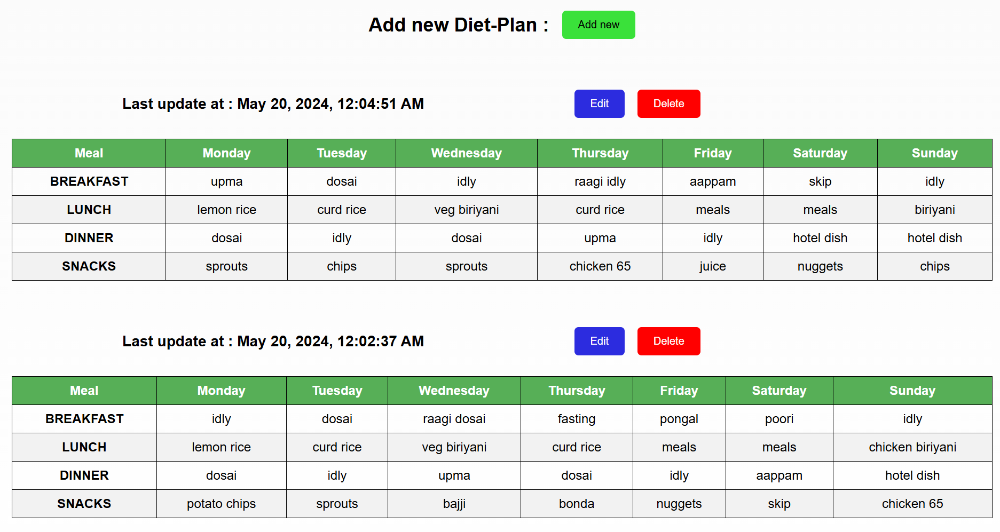 Add new Diet-Plan : Add new
Last update at : May 20, 2024, 12:04:51 AM Edit Delete
Meal Monday Tuesday Wednesday Thursday Friday Saturday Sunday
BREAKFAST upma dosai idly raagi idly aappam skip idly
LUNCH lemon rice curd rice veg biriyani curd rice meals meals biriyani
DINNER dosai idly dosai upma idly hotel dish hotel dish
SNACKS sprouts chips sprouts chicken 65 juice nuggets chips
Last update at : May 20, 2024, 12:02:37 AM Edit Delete
Meal Monday Tuesday Wednesday Thursday Friday Saturday Sunday
BREAKFAST idly dosai raagi dosai fasting pongal poori idly
LUNCH lemon rice curd rice veg biriyani curd rice meals meals chicken biriyani
DINNER dosai idly upma dosai idly aappam hotel dish
SNACKS potato chips sprouts bajji bonda nuggets skip chicken 65